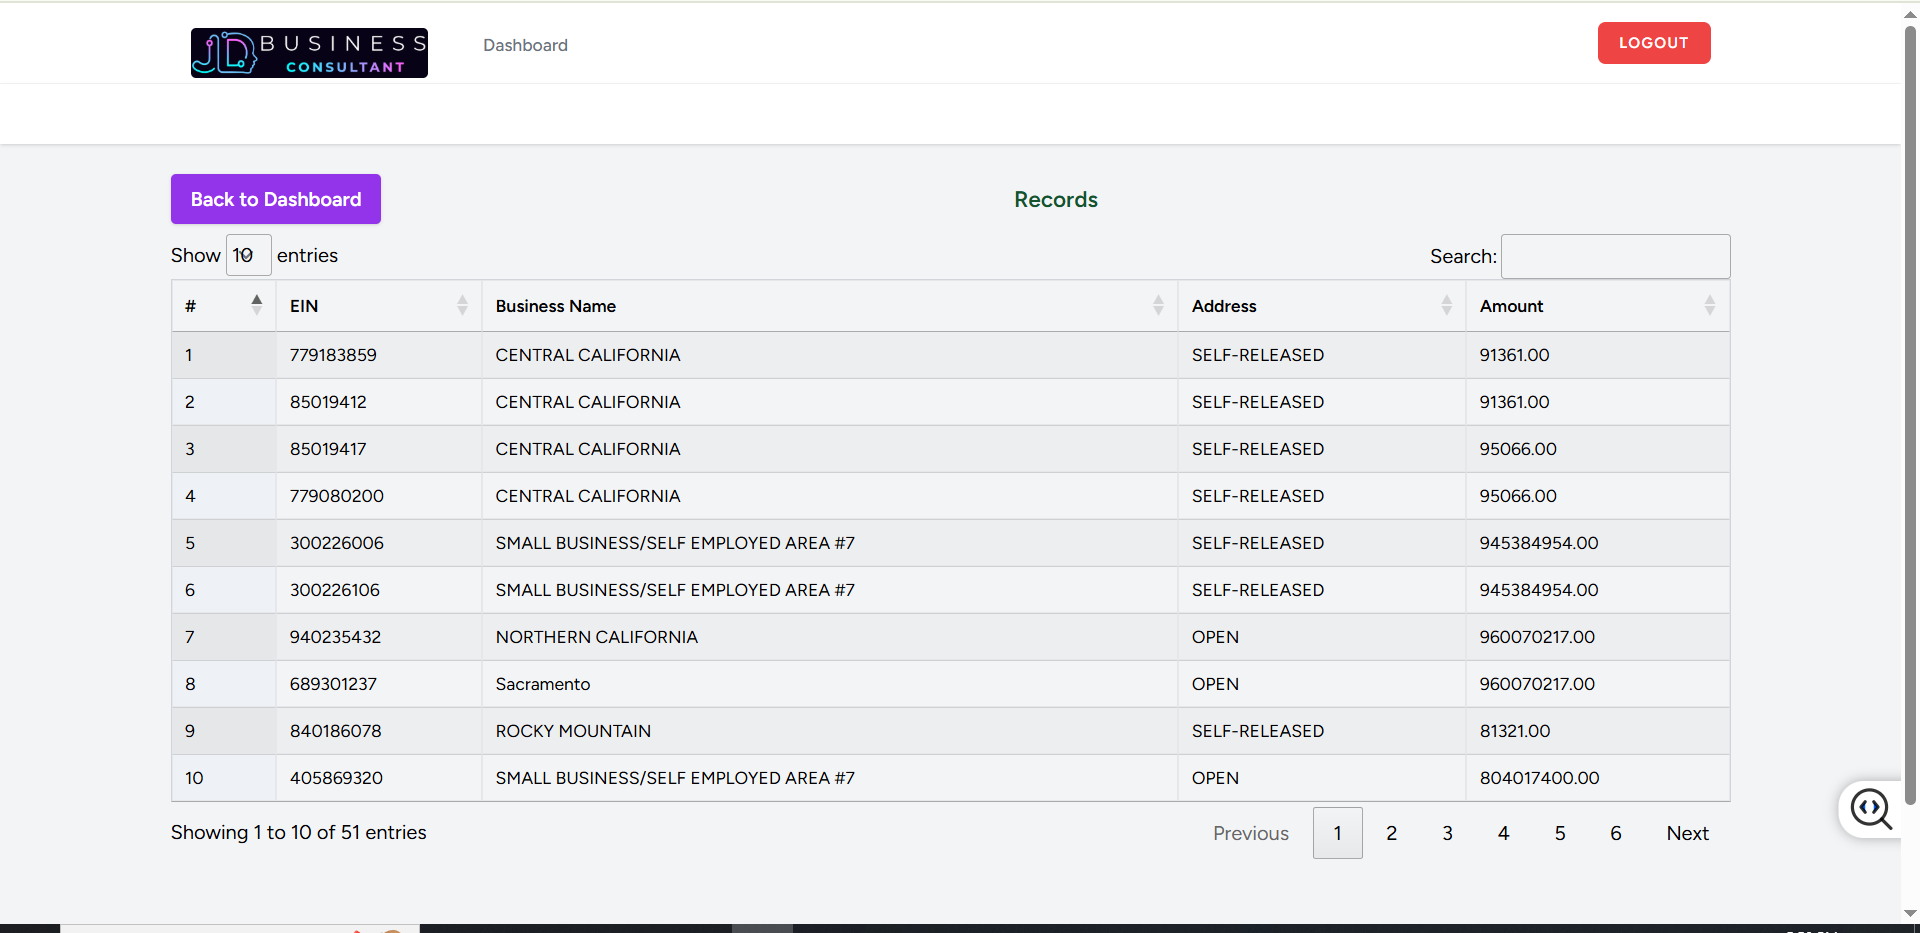 JD BUSINESS
CONSULTANT
Dashboard
LOGOUT
Back to Dashboard
Records
Show 10 entries
Search:
# EIN Business Name Address Amount
1 779183859 CENTRAL CALIFORNIA SELF-RELEASED 91361.00
2 85019412 CENTRAL CALIFORNIA SELF-RELEASED 91361.00
3 85019417 CENTRAL CALIFORNIA SELF-RELEASED 95066.00
4 779080200 CENTRAL CALIFORNIA SELF-RELEASED 95066.00
5 300226006 SMALL BUSINESS/SELF EMPLOYED AREA #7 SELF-RELEASED 945384954.00
6 300226106 SMALL BUSINESS/SELF EMPLOYED AREA #7 SELF-RELEASED 945384954.00
7 940235432 NORTHERN CALIFORNIA OPEN 960070217.00
8 689301237 Sacramento OPEN 960070217.00
9 840186078 ROCKY MOUNTAIN SELF-RELEASED 81321.00
10 405869320 SMALL BUSINESS/SELF EMPLOYED AREA #7 OPEN 804017400.00
Showing 1 to 10 of 51 entries
Previous 1 2 3 4 5 6 Next